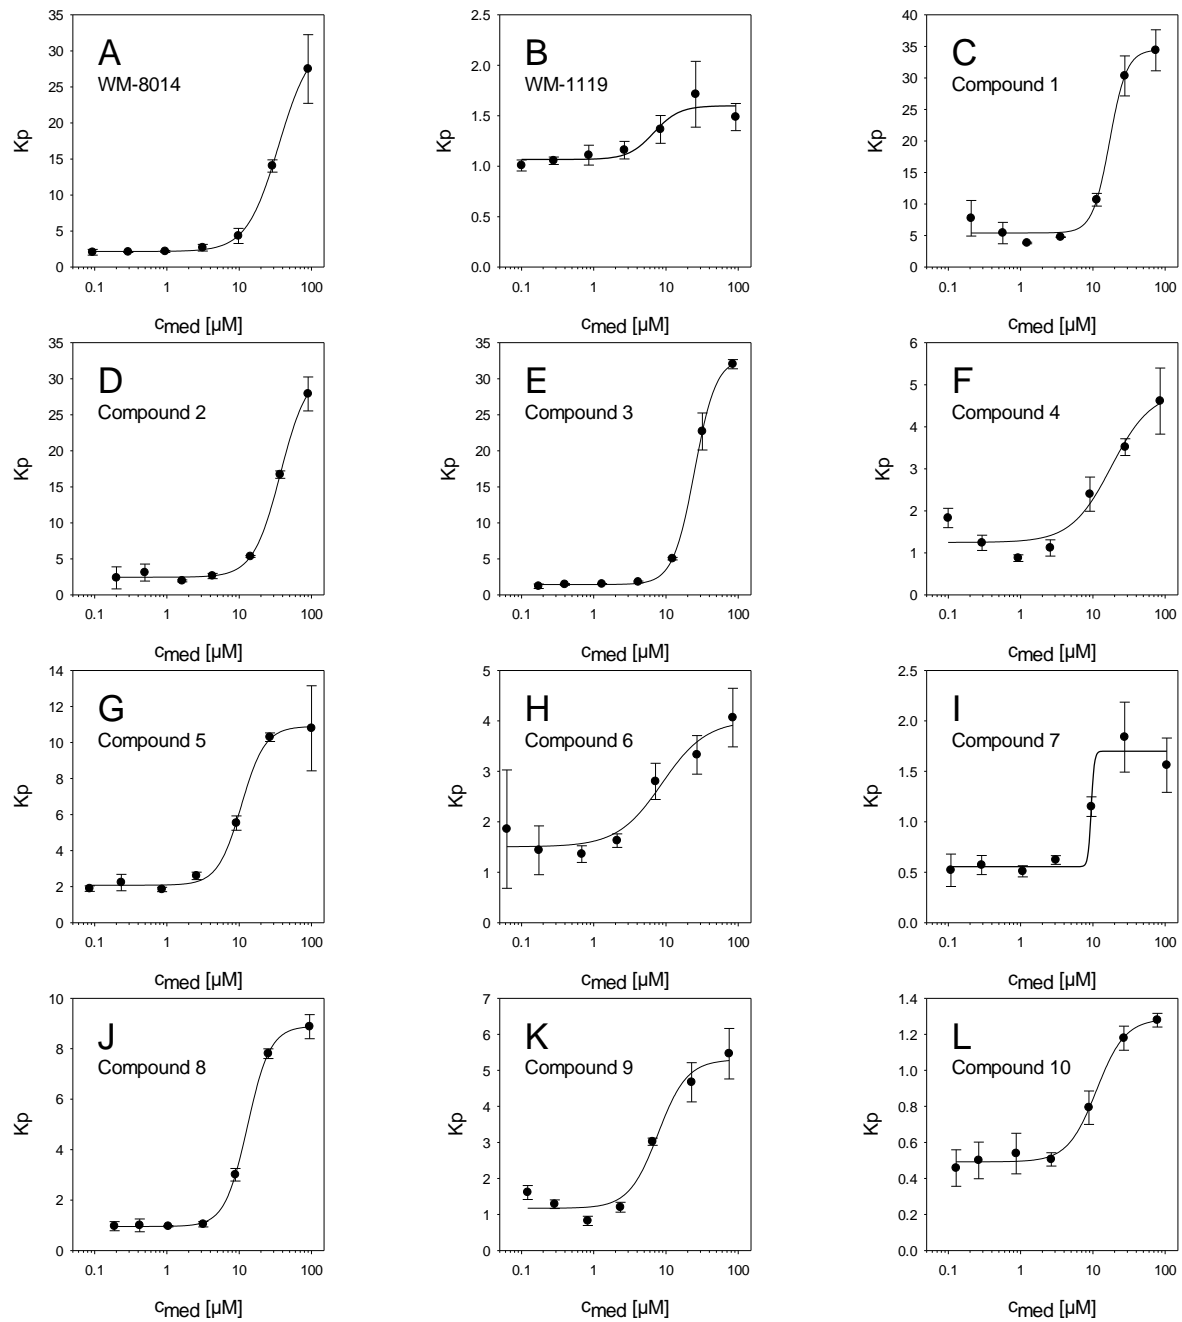 35
30
25
20
15
10
5
0
Kp
A
WM-8014
0.1 1 10 100
cmed [µM]
2.5
2.0
1.5
1.0
0.5
0.0
Kp
B
WM-1119
0.1 1 10 100
cmed [µM]
40
35
30
25
20
15
10
5
0
Kp
C
Compound 1
0.1 1 10 100
cmed [µM]
35
30
25
20
15
10
5
0
Kp
D
Compound 2
0.1 1 10 100
cmed [µM]
35
30
25
20
15
10
5
0
Kp
E
Compound 3
0.1 1 10 100
cmed [µM]
6
5
4
3
2
1
0
Kp
F
Compound 4
0.1 1 10 100
cmed [µM]
14
12
10
8
6
4
2
0
Kp
G
Compound 5
0.1 1 10 100
cmed [µM]
5
4
3
2
1
0
Kp
H
Compound 6
0.1 1 10 100
cmed [µM]
2.5
2.0
1.5
1.0
0.5
0.0
Kp
I
Compound 7
0.1 1 10 100
cmed [µM]
10
8
6
4
2
0
Kp
J
Compound 8
0.1 1 10 100
cmed [µM]
7
6
5
4
3
2
1
0
Kp
K
Compound 9
0.1 1 10 100
cmed [µM]
1.4
1.2
1.0
0.8
0.6
0.4
0.2
0.0
Kp
L
Compound 10
0.1 1 10 100
cmed [µM]